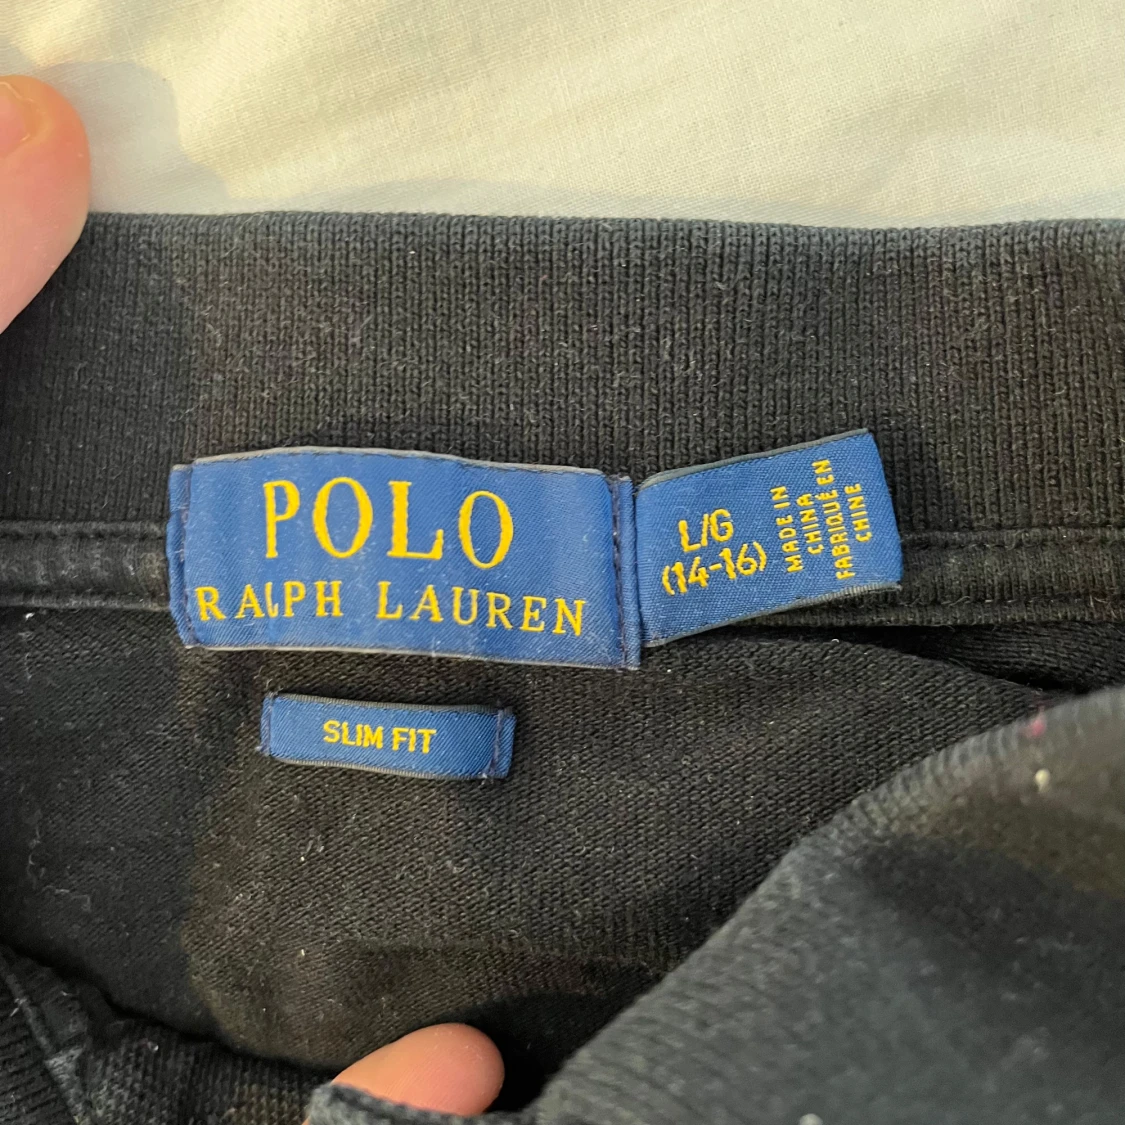 POLO
RALPH LAUREN
L/G
(14-16)
MADE IN
CHINA
FABRIQUÉ EN
CHINE
SLIM FIT